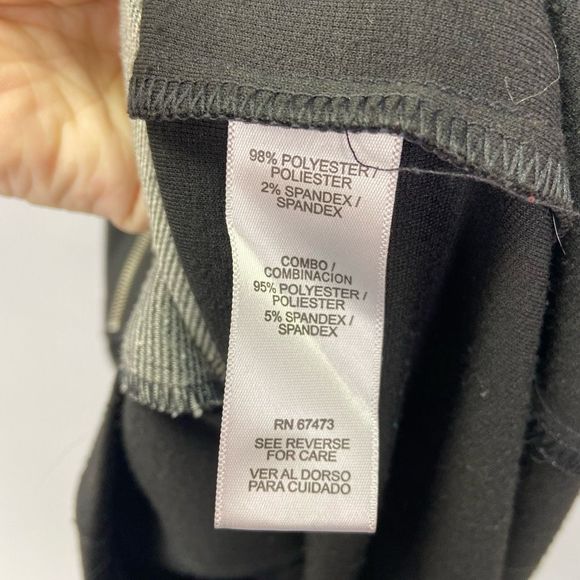 98% POLYESTER /
POLIESTER
2% SPANDEX /
SPANDEX
COMBO /
COMBINACION
95% POLYESTER /
POLIESTER
5% SPANDEX /
SPANDEX
RN 67473
SEE REVERSE
FOR CARE
VER AL DORSO
PARA CUIDADO